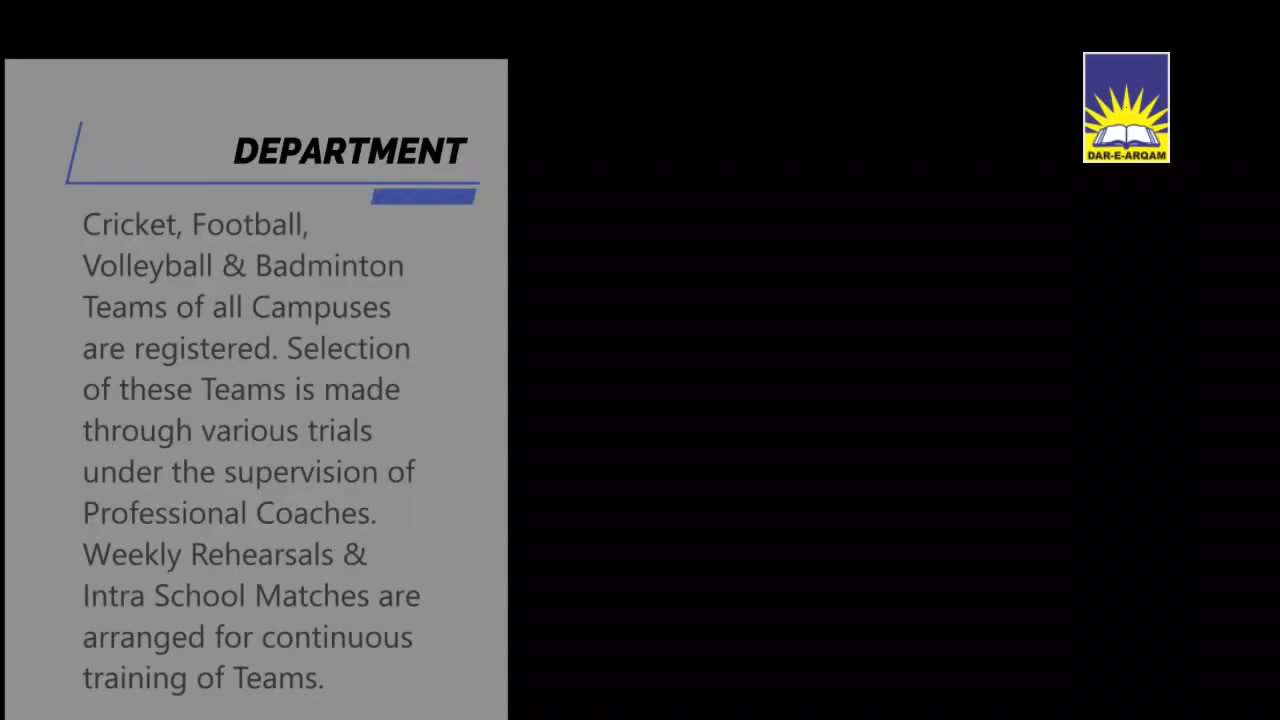 DEPARTMENT
Cricket, Football,
Volleyball & Badminton
Teams of all Campuses
are registered. Selection
of these Teams is made
through various trials
under the supervision of
Professional Coaches.
Weekly Rehearsals &
Intra School Matches are
arranged for continuous
training of Teams.
DAR-E-ARQAM